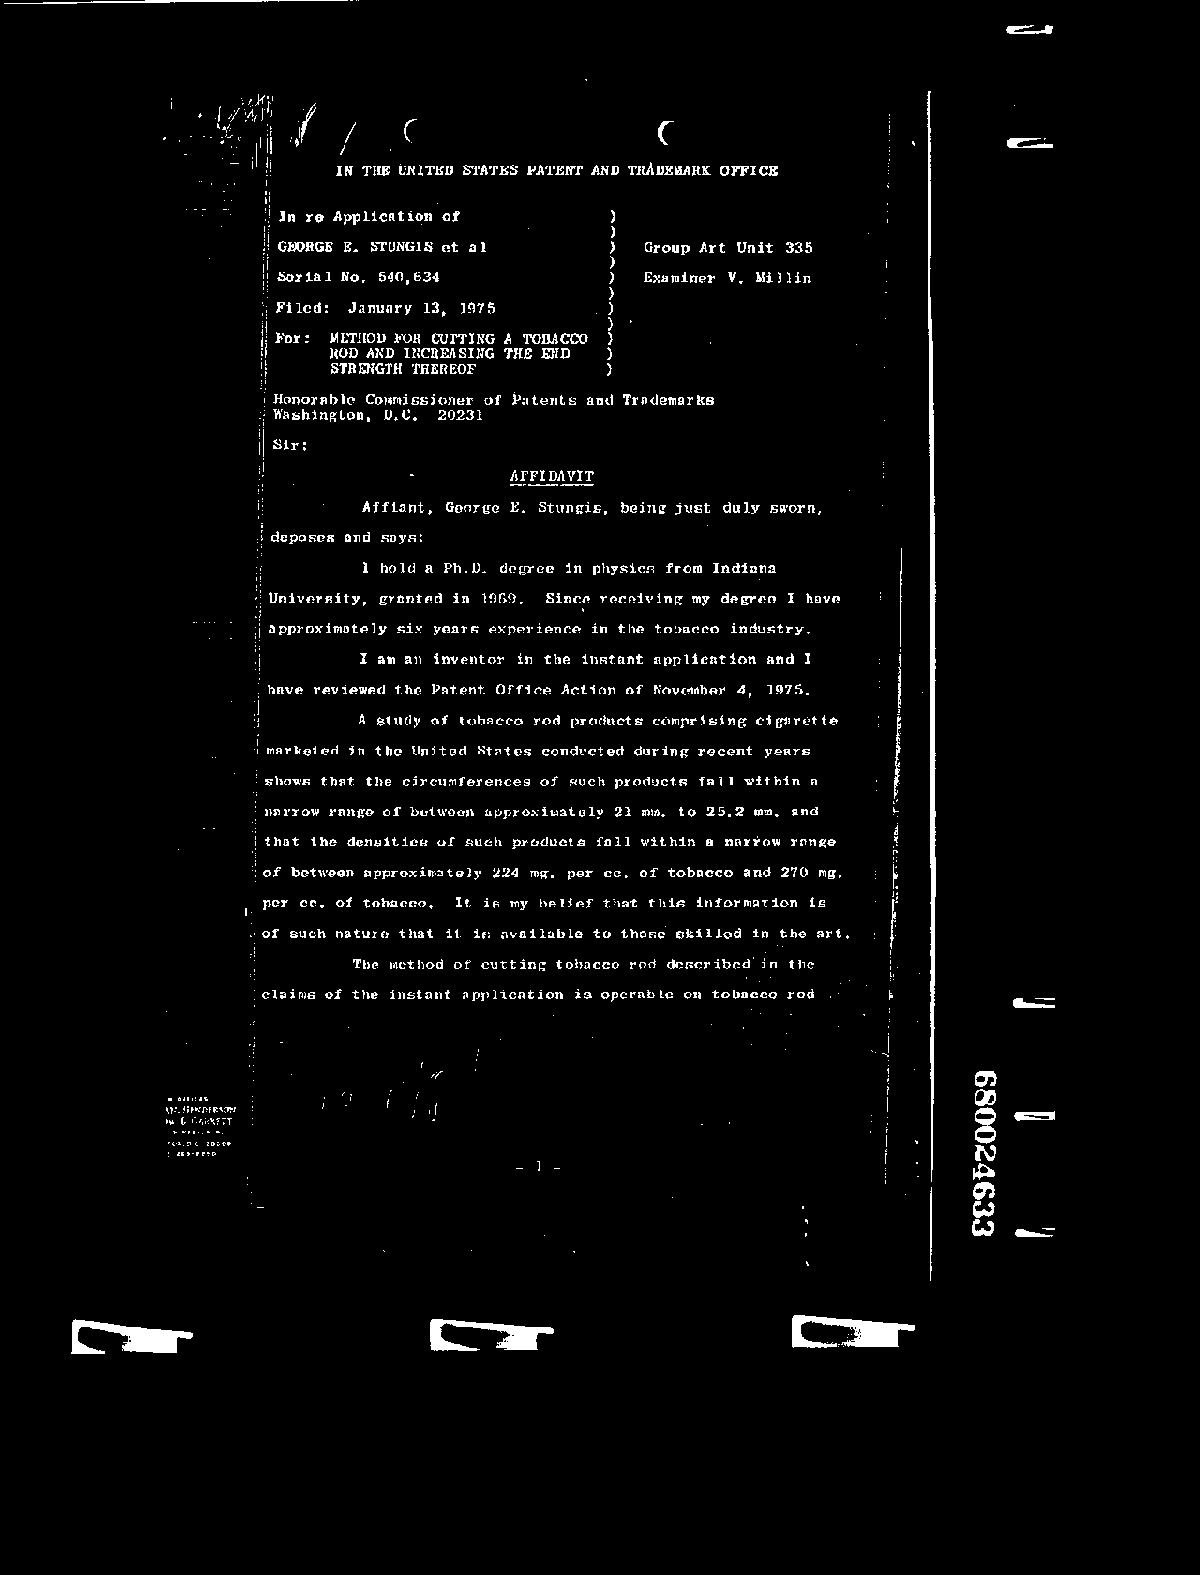 IN THE UNITED STATES PATENT AND TRADEMARK OFFICE
In re Application of )
)
GEORGE E. STUNGIS et al ) Group Art Unit 335
)
Serial No. 540,634 ) Examiner V. Millin
)
Filed: January 13, 1975 )
)
For: METHOD FOR CUTTING A TOBACCO )
ROD AND INCREASING THE END )
STRENGTH THEREOF )
Honorable Commissioner of Patents and Trademarks
Washington, D.C. 20231
Sir:
AFFIDAVIT
Affiant, George E. Stungis, being just duly sworn,
deposes and says:
I hold a Ph.D. degree in physics from Indiana
University, granted in 1969. Since receiving my degree I have
approximately six years experience in the tobacco industry.
I am an inventor in the instant application and I
have reviewed the Patent Office Action of November 4, 1975.
A study of tobacco rod products comprising cigarette
marketed in the United States conducted during recent years
shows that the circumferences of such products fall within a
narrow range of between approximately 21 mm. to 25.2 mm. and
that the densities of such products fall within a narrow range
of between approximately 224 mg. per cc. of tobacco and 270 mg.
per cc. of tobacco. It is my belief that this information is
of such nature that it is available to those skilled in the art.
The method of cutting tobacco rod described in the
claims of the instant application is operable on tobacco rod
- 1 -
680024633